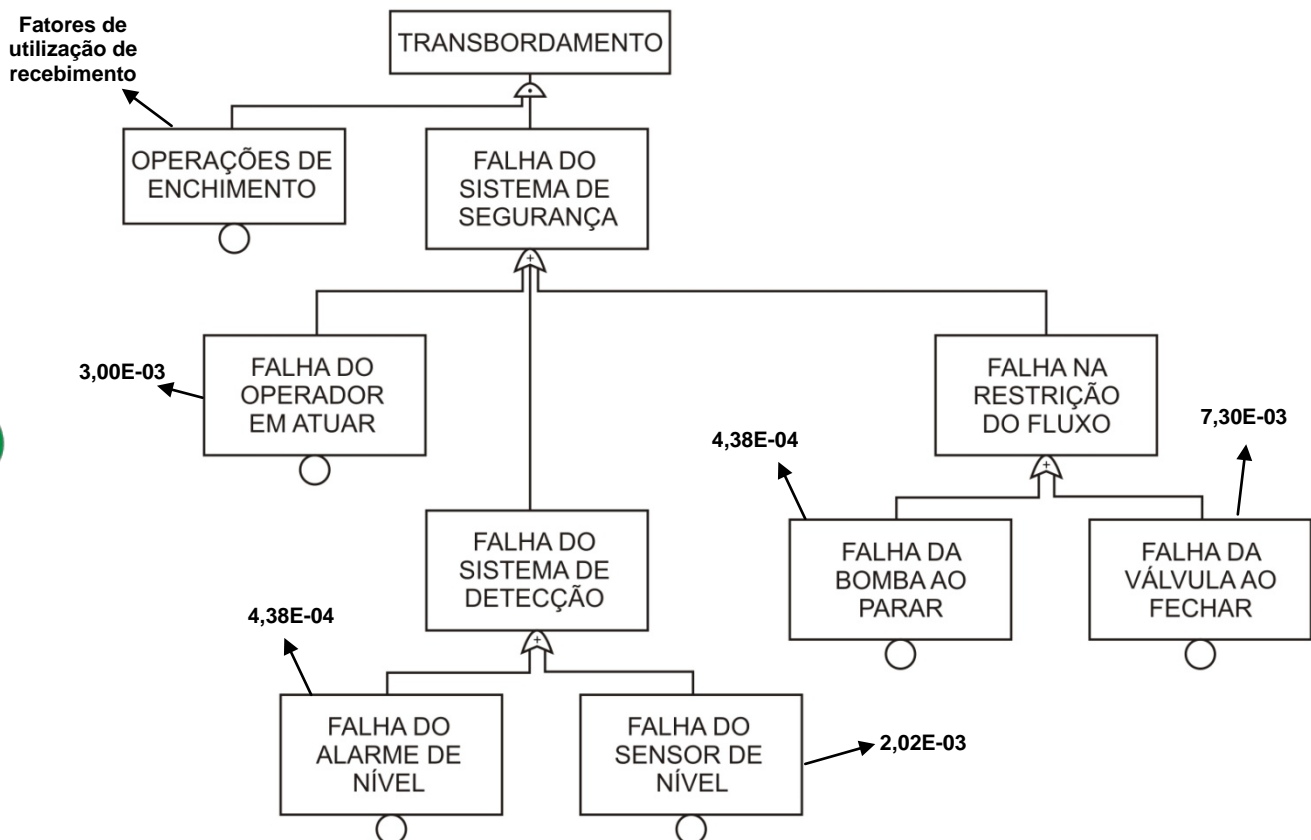 Fatores de
utilização de
recebimento
TRANSBORDAMENTO
OPERAÇÕES DE
ENCHIMENTO
FALHA DO
SISTEMA DE
SEGURANÇA
+
3,00E-03
FALHA DO
OPERADOR
EM ATUAR
FALHA NA
RESTRIÇÃO
DO FLUXO
7,30E-03
4,38E-04
+
FALHA DO
SISTEMA DE
DETECÇÃO
FALHA DA
BOMBA AO
PARAR
FALHA DA
VÁLVULA AO
FECHAR
4,38E-04
+
FALHA DO
ALARME DE
NÍVEL
FALHA DO
SENSOR DE
NÍVEL
2,02E-03